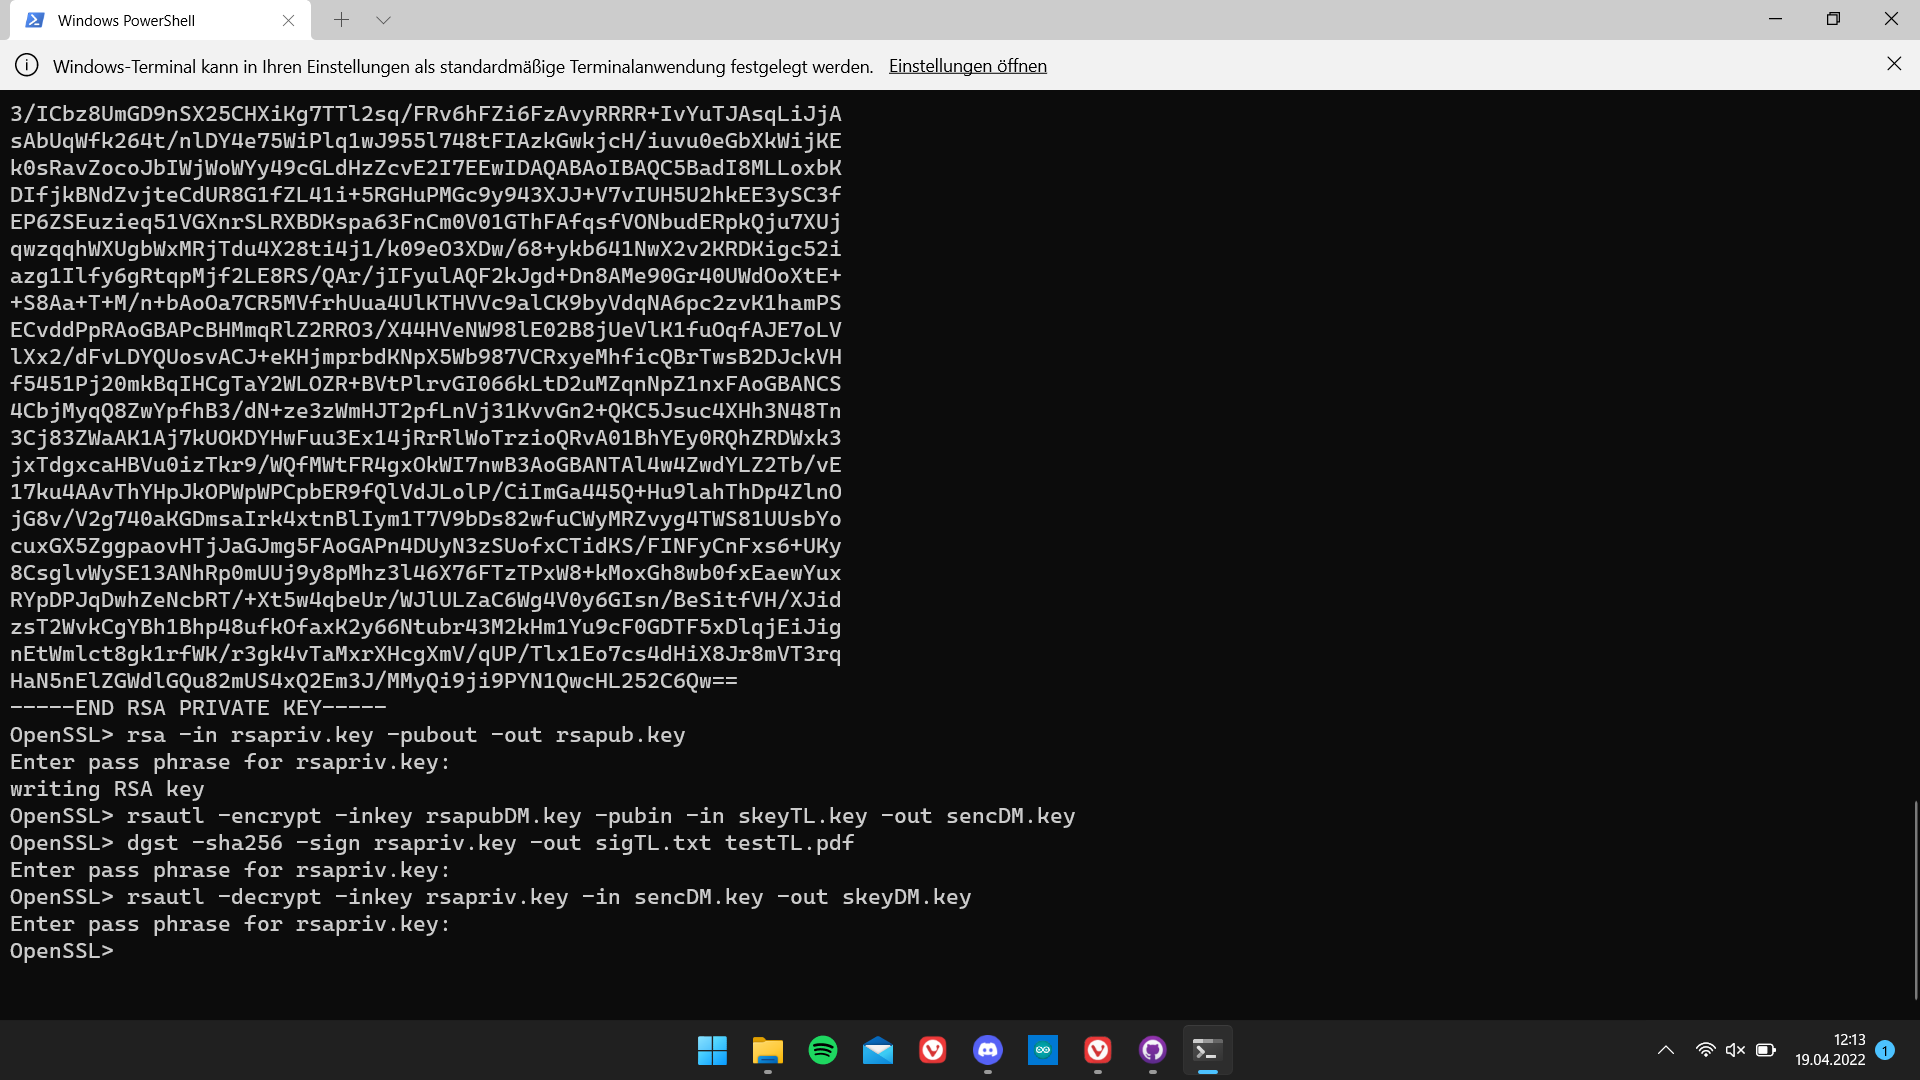 Windows PowerShell
Windows-Terminal kann in Ihren Einstellungen als standardmäßige Terminalanwendung festgelegt werden. Einstellungen öffnen
3/ICbz8UmGD9nSX25CHXiKg7TTl2sq/FRv6hFZi6FzAvyRRRR+IvYuTJAsqLiJjA
sAbUqWfk264t/nlDY4e75WiPlq1wJ955l748tFIAzkGwkjcH/iuvu0eGbXkWijKE
k0sRavZocoJbIWjWoWYy49cGLdHzZcvE2I7EEwIDAQABAoIBAQC5BadI8MLLoxbK
DIfjkBNdZvjteCdUR8G1fZL41i+5RGHuPMGc9y943XJJ+V7vIUH5U2hkEE3ySC3f
EP6ZSEuzieq51VGXnrSLRXBDKspa63FnCm0V01GThFAfqsfVONbudERpkQju7XUj
qwzqqhWXUgbWxMRjTdu4X28ti4j1/k09eO3XDw/68+ykb641NwX2v2KRDKigc52i
azg1Ilfy6gRtqpMjf2LE8RS/QAr/jIFyulAQF2kJgd+Dn8AMe90Gr40UWdOoXtE+
+S8Aa+T+M/n+bAoOa7CR5MVfrhUua4UlKTHVVc9alCK9byVdqNA6pc2zvK1hamPS
ECvddPpRAoGBAPcBHMmqRlZ2RRO3/X44HVeNW98lE02B8jUeVlK1fuOqfAJE7oLV
lXx2/dFvLDYQUosvACJ+eKHjmprbdKNpX5Wb987VCRxyeMhficQBrTwsB2DJckVH
f5451Pj20mkBqIHCgTaY2WLOZR+BVtPlrvGI066kLtD2uMZqnNpZ1nxFAoGBANCS
4CbjMyqQ8ZwYpfhB3/dN+ze3zWmHJT2pfLnVj31KvvGn2+QKC5Jsuc4XHh3N48Tn
3Cj83ZWaAK1Aj7kUOKDYHwFuu3Ex14jRrRlWoTrzioQRvA01BhYEy0RQhZRDWxk3
jxTdgxcaHBVu0izTkr9/WQfMWtFR4gxOkWI7nwB3AoGBANTAl4w4ZwdYLZ2Tb/vE
17ku4AAvThYHpJkOPWpWPCpbER9fQlVdJLolP/CiImGa445Q+Hu9lahThDp4ZlnO
jG8v/V2g740aKGDmsaIrk4xtnBlIym1T7V9bDs82wfuCWyMRZvyg4TWS81UUsbYo
cuxGX5ZggpaovHTjJaGJmg5FAoGAPn4DUyN3zSUofxCTidKS/FINFyCnFxs6+UKy
8CsglvWySE13ANhRp0mUUj9y8pMhz3l46X76FTzTPxW8+kMoxGh8wb0fxEaewYux
RYpDPJqDwhZeNcbRT/+Xt5w4qbeUr/WJlULZaC6Wg4V0y6GIsn/BeSitfVH/XJid
zsT2WvkCgYBh1Bhp48ufkOfaxK2y66Ntubr43M2kHm1Yu9cF0GDTF5xDlqjEiJig
nEtWmlct8gk1rfWK/r3gk4vTaMxrXHcgXmV/qUP/Tlx1Eo7cs4dHiX8Jr8mVT3rq
HaN5nElZGWdlGQu82mUS4xQ2Em3J/MMyQi9ji9PYN1QwcHL252C6Qw==
-----END RSA PRIVATE KEY-----
OpenSSL> rsa -in rsapriv.key -pubout -out rsapub.key
Enter pass phrase for rsapriv.key:
writing RSA key
OpenSSL> rsautl -encrypt -inkey rsapubDM.key -pubin -in skeyTL.key -out sencDM.key
OpenSSL> dgst -sha256 -sign rsapriv.key -out sigTL.txt testTL.pdf
Enter pass phrase for rsapriv.key:
OpenSSL> rsautl -decrypt -inkey rsapriv.key -in sencDM.key -out skeyDM.key
Enter pass phrase for rsapriv.key:
OpenSSL>
12:13
19.04.2022
1